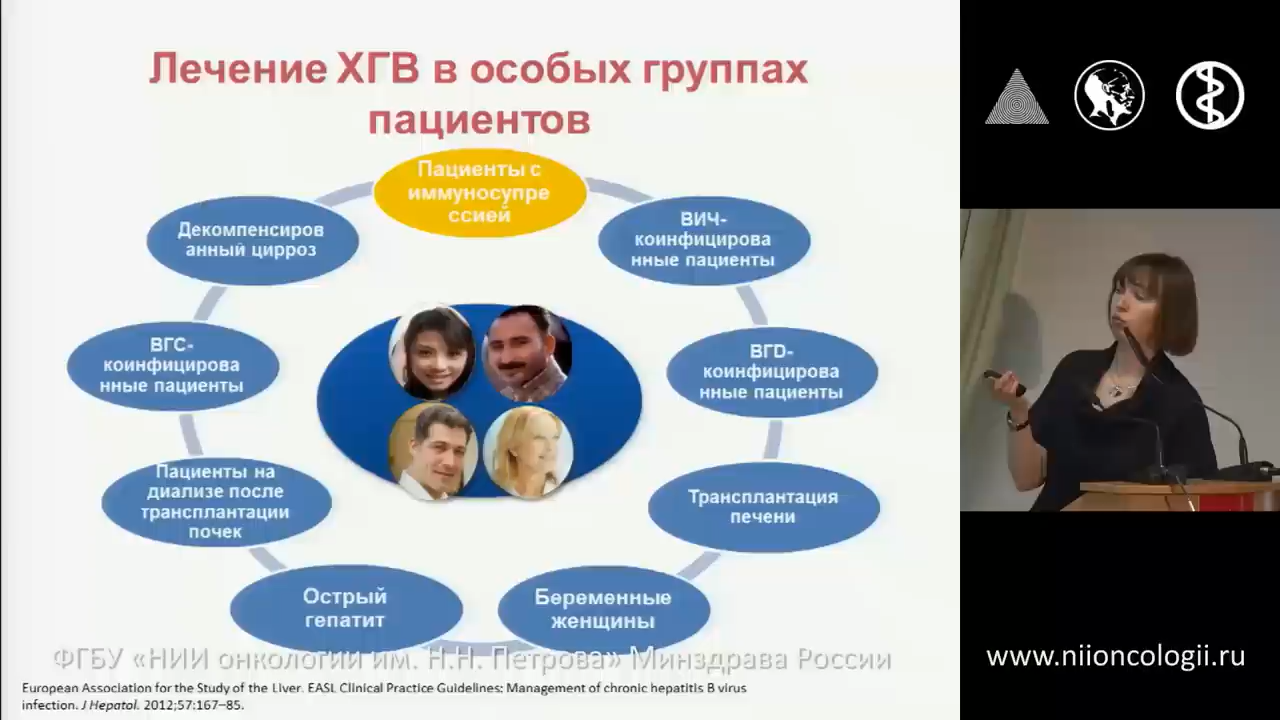 Лечение ХГВ в особых группах
пациентов
Пациенты с
иммуносупре
ссией
Декомпенсиров
анный цирроз
ВИЧ-
коинфицирова
нные пациенты
ВГС-
коинфицирова
нные пациенты
ВГD-
коинфицирова
нные пациенты
Пациенты на
диализе после
трансплантации
почек
Трансплантация
печени
Острый
гепатит
Беременные
женщины
ФГБУ «НИИ онкологии им. Н.Н. Петрова» Минздрава России
European Association for the Study of the Liver. EASL Clinical Practice Guidelines: Management of chronic hepatitis B virus
infection. J Hepatol. 2012;57:167–85.
www.niioncologii.ru